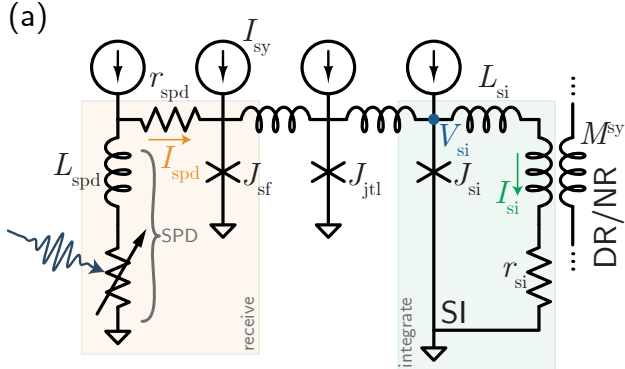 (a)
I_sy
r_spd
L_si
M^sy
V_si
L_spd
I_spd
J_sf
J_jtl
J_si
I_si
SPD
DR/NR
r_si
receive
integrate
SI